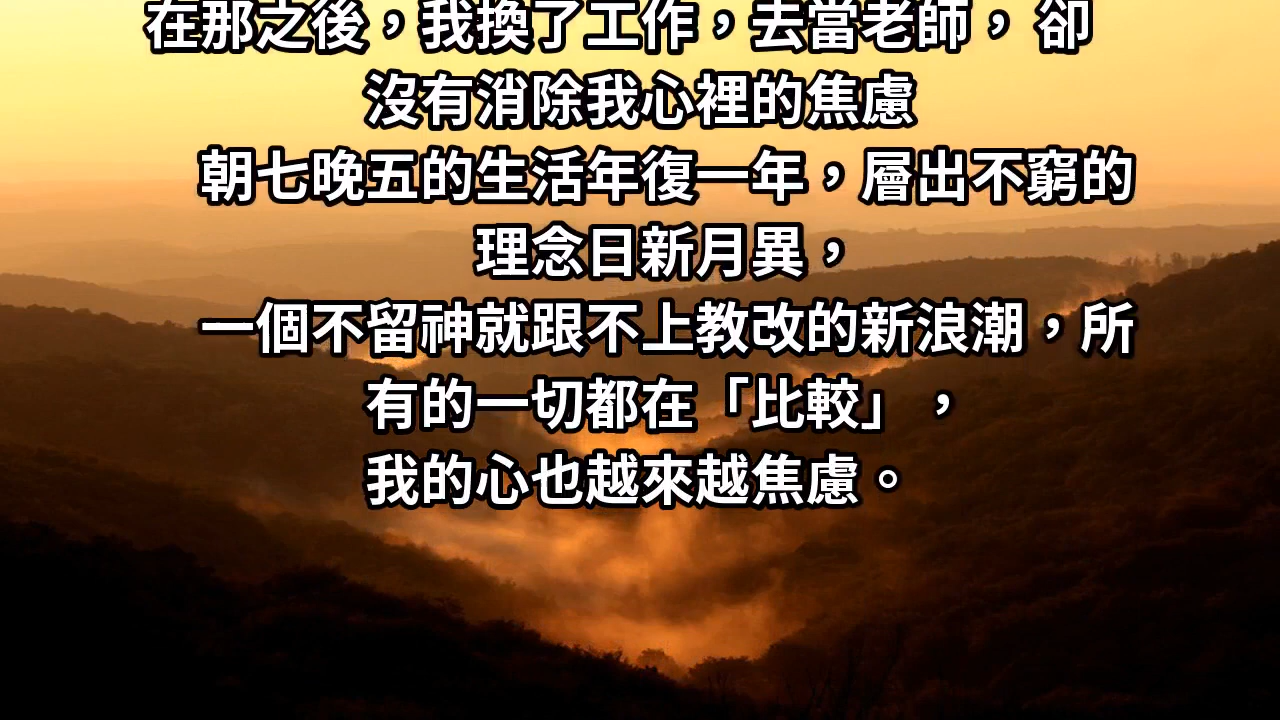 在那之後，我換了工作，去當老師， 卻
沒有消除我心裡的焦慮
朝七晚五的生活年復一年，層出不窮的
理念日新月異，
一個不留神就跟不上教改的新浪潮，所
有的一切都在「比較」，
我的心也越來越焦慮。